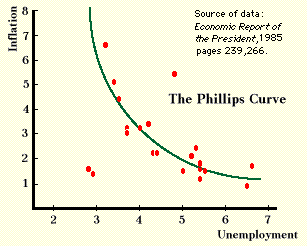 Inflation
8
7
6
5
4
3
2
1
Source of data:
Economic Report of
the President,1985
pages 239,266.
The Phillips Curve
2 3 4 5 6 7
Unemployment